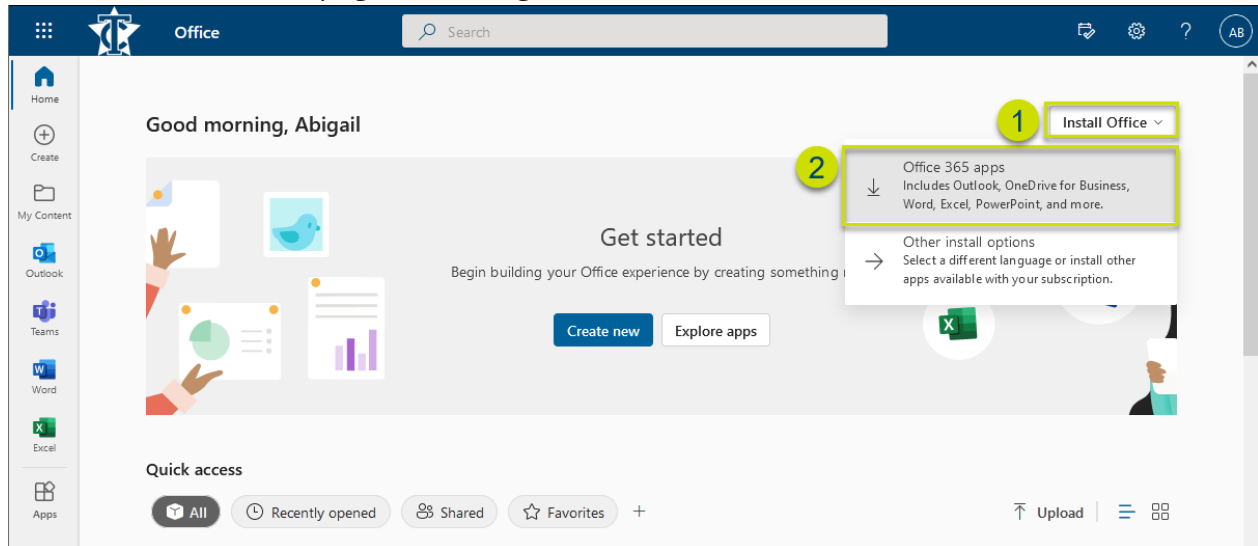 Office
Search
?
AB
Home
Create
My Content
Outlook
Teams
Word
Excel
Apps
Good morning, Abigail
1
Install Office
2
Office 365 apps
Includes Outlook, OneDrive for Business,
Word, Excel, PowerPoint, and more.
Other install options
Select a different language or install other
apps available with your subscription.
Get started
Begin building your Office experience by creating something
Create new
Explore apps
Quick access
All
Recently opened
Shared
Favorites
+
Upload